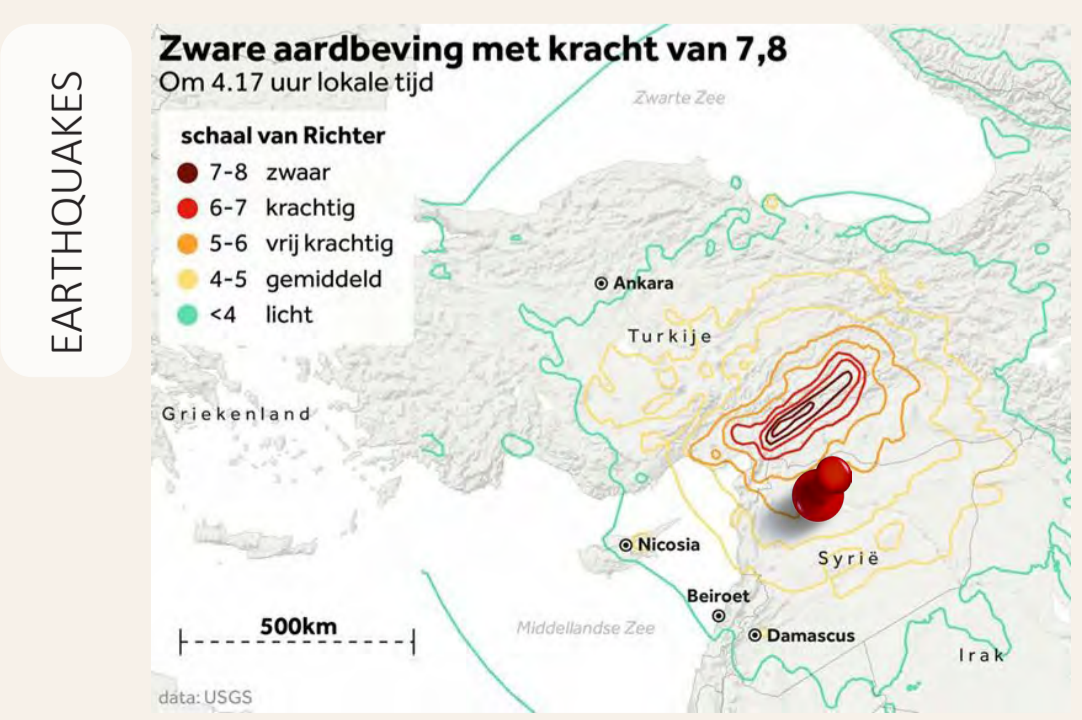 EARTHQUAKES
Zware aardbeving met kracht van 7,8
Om 4.17 uur lokale tijd
Zwarte Zee
schaal van Richter
7-8 zwaar
6-7 krachtig
5-6 vrij krachtig
4-5 gemiddeld
<4 licht
Ankara
Turkije
Griekenland
Nicosia
Syrië
Beiroet
500km
Middellandse Zee
Damascus
Irak
data: USGS